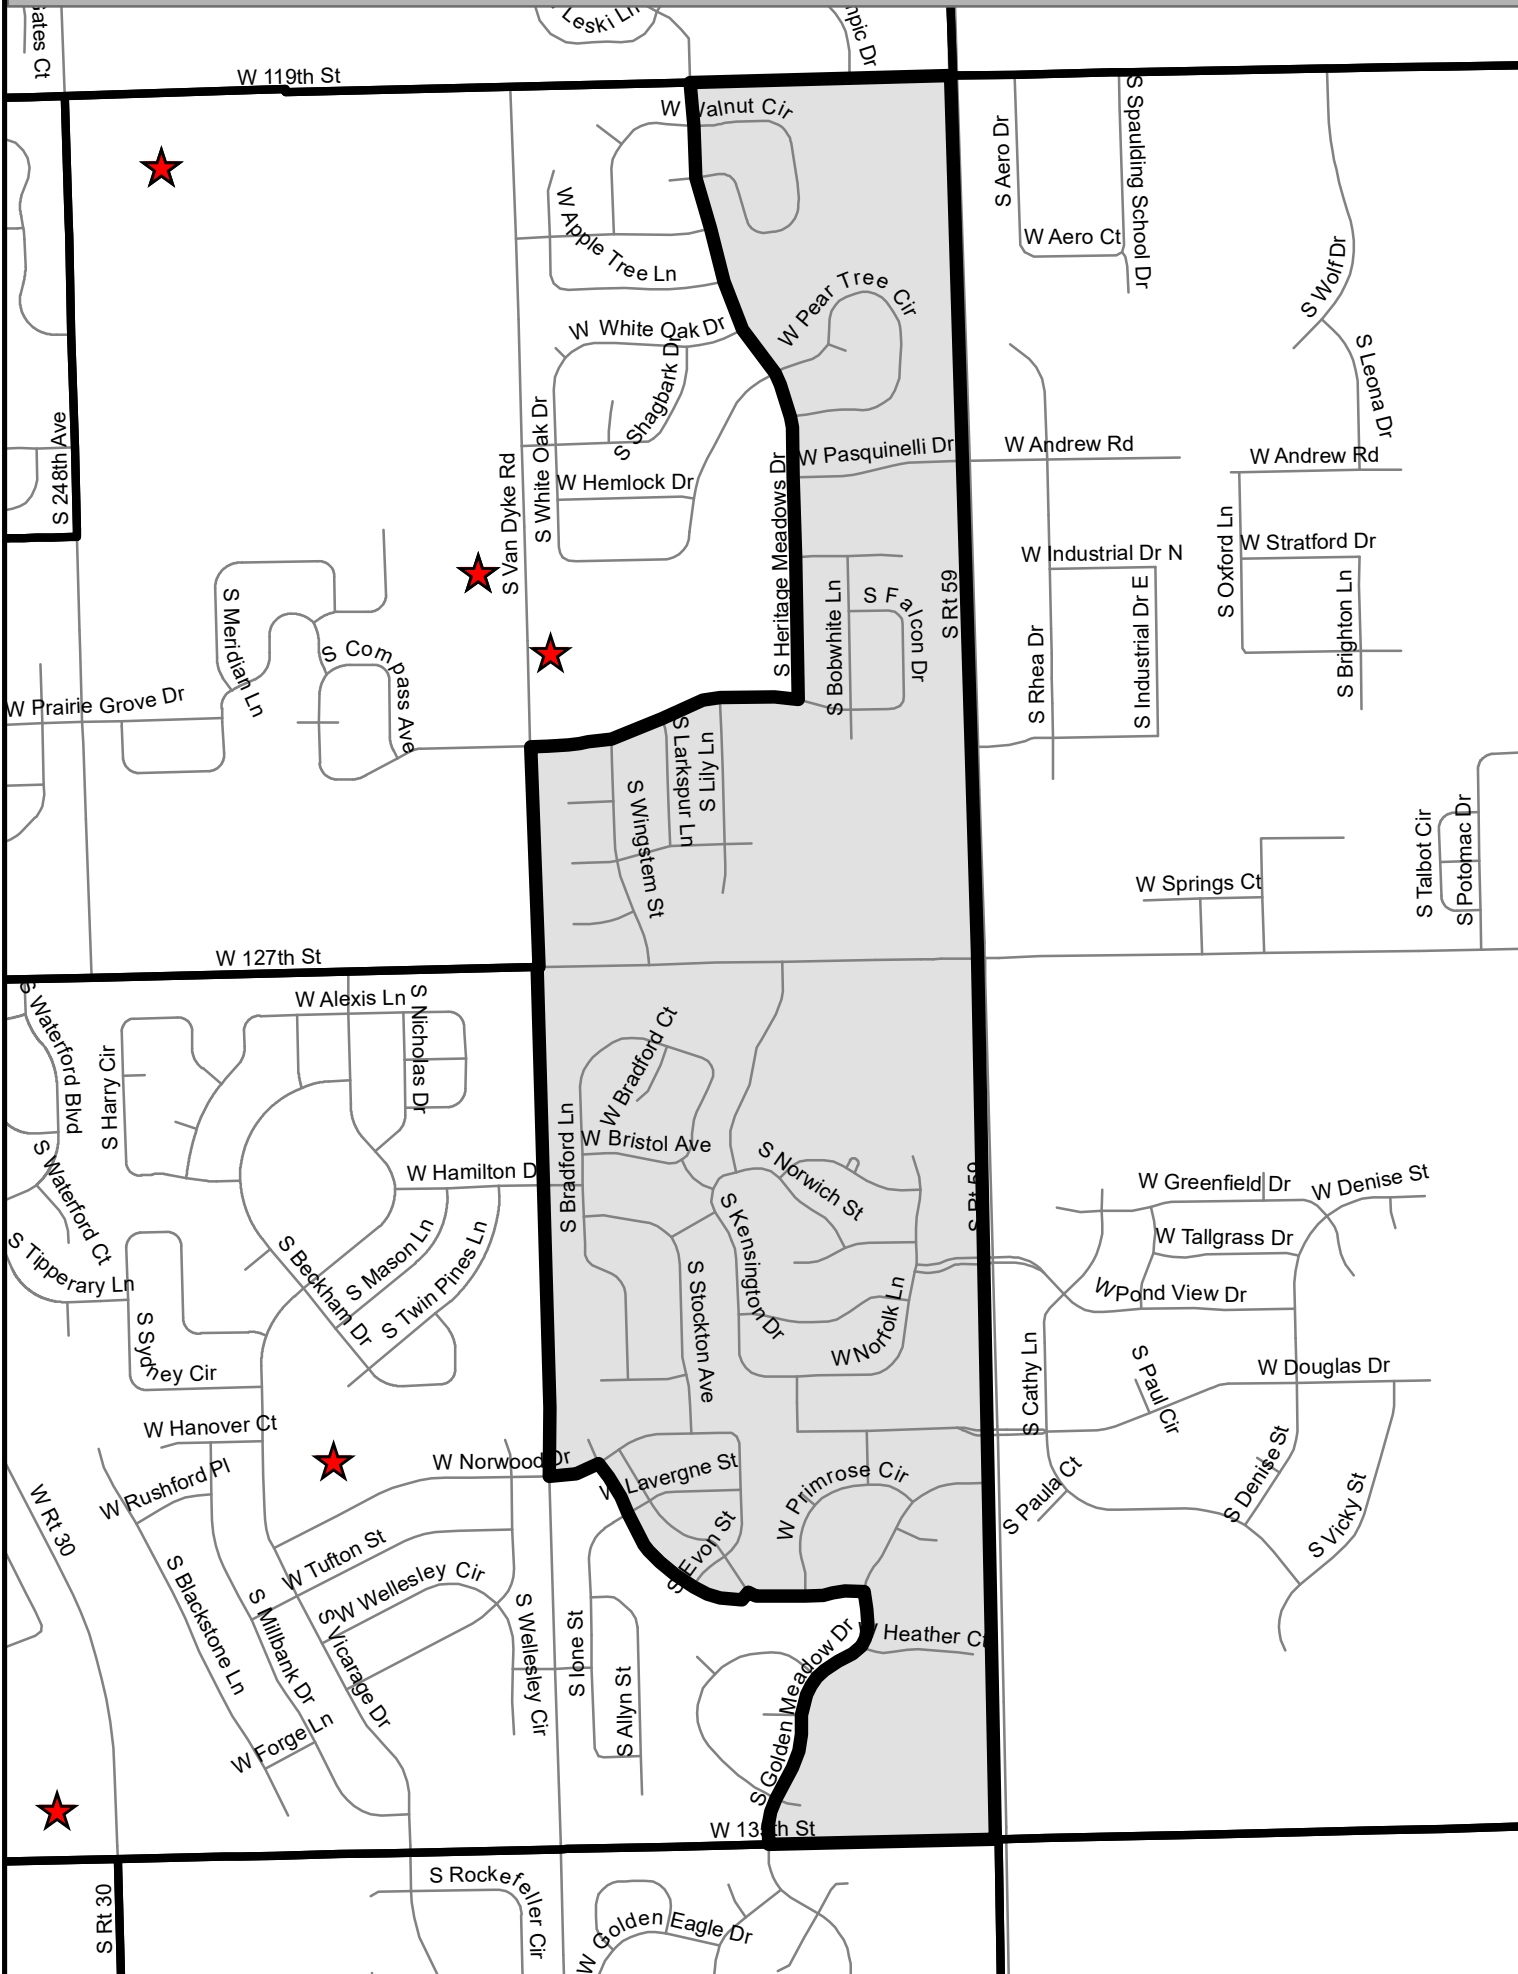 Leski Ln
W 119th St
W Walnut Cir
S Aero Dr
S Spaulding School Dr
W Apple Tree Ln
W Aero Ct
S Wolf Dr
W Pear Tree Cir
W White Oak Dr
S Shagbark Dr
S Leona Dr
S 248th Ave
S White Oak Dr
W Pasquinelli Dr
W Andrew Rd
W Andrew Rd
S Van Dyke Rd
W Hemlock Dr
S Heritage Meadows Dr
S Oxford Ln
W Stratford Dr
W Industrial Dr N
S Meridian Ln
S Bobwhite Ln
S Falcon Dr
S Rt 59
S Rhea Dr
S Industrial Dr E
S Brighton Ln
S Compass Ave
W Prairie Grove Dr
S Larkspur Ln
S Lily Ln
S Wingstem St
S Talbot Cir
S Potomac Dr
W Springs Ct
W 127th St
S Waterford Blvd
W Alexis Ln
S Nicholas Dr
S Harry Cir
W Bradford Ct
S Bradford Ln
W Bristol Ave
S Waterford Ct
W Hamilton D
S Norwich St
S Rt 59
W Greenfield Dr
W Denise St
S Kensington Dr
W Tallgrass Dr
S Tipperary Ln
S Beckham Dr
S Mason Ln
S Twin Pines Ln
S Stockton Ave
W Norfolk Ln
W Pond View Dr
S Sydney Cir
S Cathy Ln
S Paul Cir
W Douglas Dr
W Hanover Ct
W Norwood Dr
W Rushford Pl
W Lavergne St
W Primrose Cir
S Paula Ct
S Denise St
S Vicky St
W Rt 30
W Tufton St
S Evon St
S Blackstone Ln
S Millbank Dr
W Wellesley Cir
S Vicarage Dr
S Wellesley Cir
S Ione St
S Allyn St
W Heather Ct
S Golden Meadow Dr
W Forge Ln
W 135th St
S Rt 30
S Rockefeller Cir
W Golden Eagle Dr